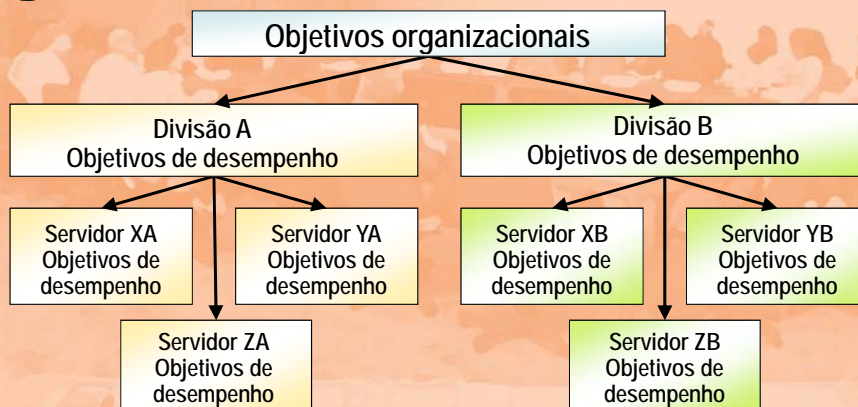 Objetivos organizacionais
Divisão A
Objetivos de desempenho
Divisão B
Objetivos de desempenho
Servidor XA
Objetivos de
desempenho
Servidor YA
Objetivos de
desempenho
Servidor XB
Objetivos de
desempenho
Servidor YB
Objetivos de
desempenho
Servidor ZA
Objetivos de
desempenho
Servidor ZB
Objetivos de
desempenho